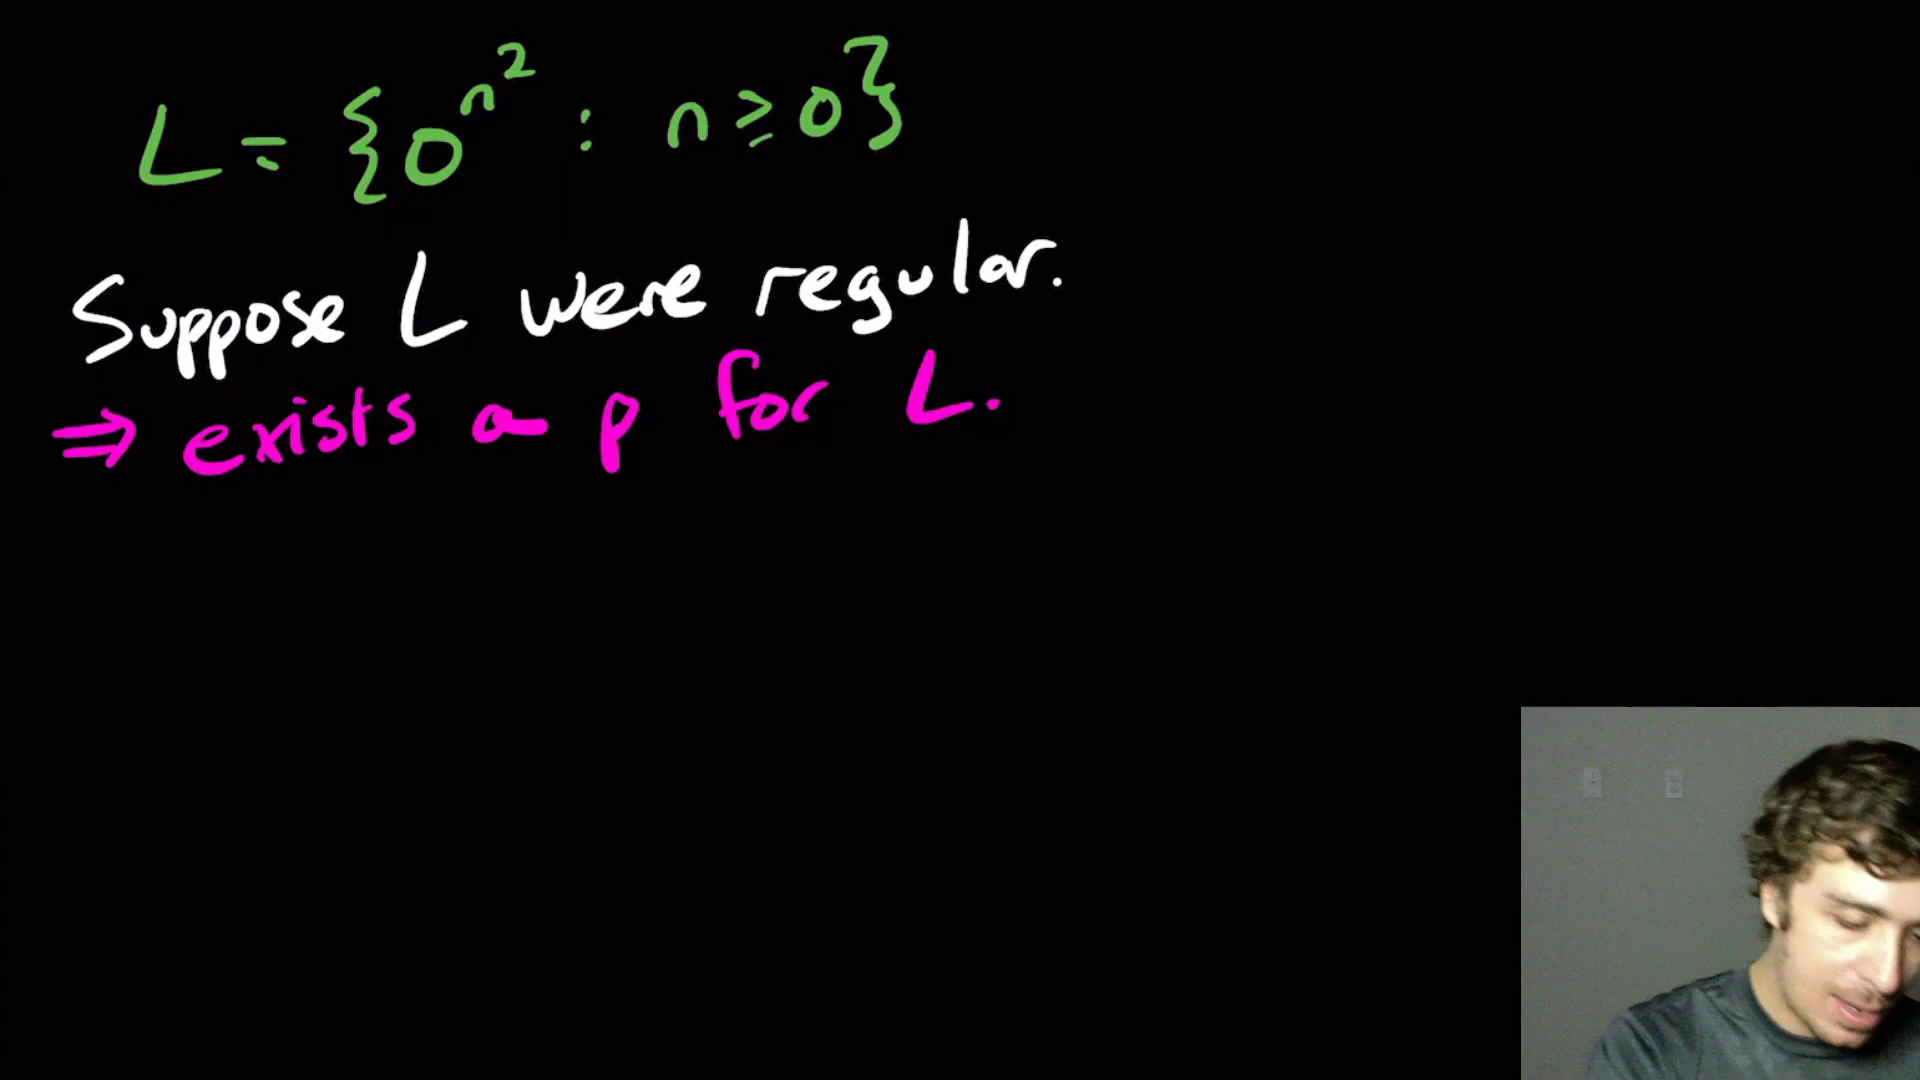 L = {0^{n^2} : n ≥ 0}
Suppose L were regular.
⇒ exists a p for L.